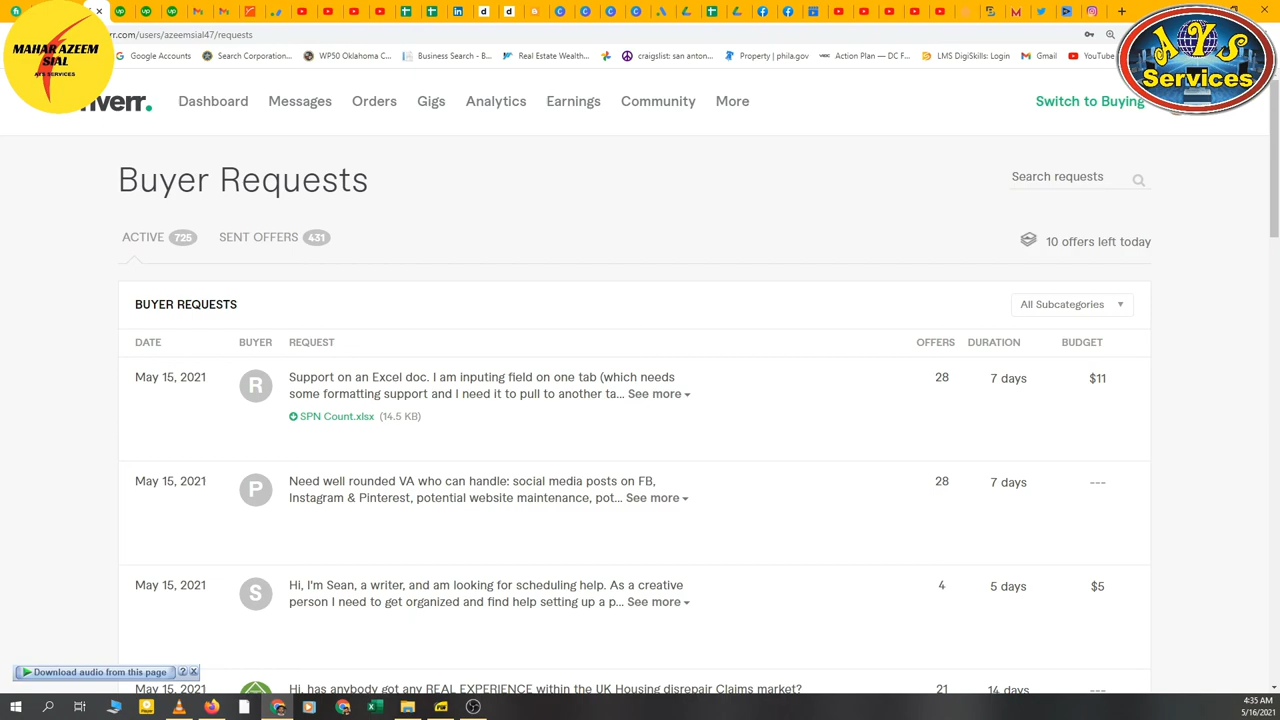 rr.com/users/azeemsial47/requests
Google Accounts
Search Corporation...
WP50 Oklahoma C...
Business Search - B...
Real Estate Wealth...
craigslist: san anton...
Property | phila.gov
Action Plan — DC F...
LMS DigiSkills: Login
Gmail
YouTube
MAHAR AZEEM
SIAL
AYS SERVICES
AYS
Services
iverr.
Dashboard
Messages
Orders
Gigs
Analytics
Earnings
Community
More
Switch to Buying
Buyer Requests
Search requests
ACTIVE 725
SENT OFFERS 431
10 offers left today
BUYER REQUESTS
All Subcategories
DATE BUYER REQUEST OFFERS DURATION BUDGET
May 15, 2021 R Support on an Excel doc. I am inputing field on one tab (which needs 28 7 days $11
some formatting support and I need it to pull to another ta... See more
SPN Count.xlsx (14.5 KB)
May 15, 2021 P Need well rounded VA who can handle: social media posts on FB, 28 7 days ---
Instagram & Pinterest, potential website maintenance, pot... See more
May 15, 2021 S Hi, I'm Sean, a writer, and am looking for scheduling help. As a creative 4 5 days $5
person I need to get organized and find help setting up a p... See more
Download audio from this page ? X
May 15, 2021 Hi, has anybody got any REAL EXPERIENCE within the UK Housing disrepair Claims market? 21 14 days ---
4:35 AM
5/16/2021